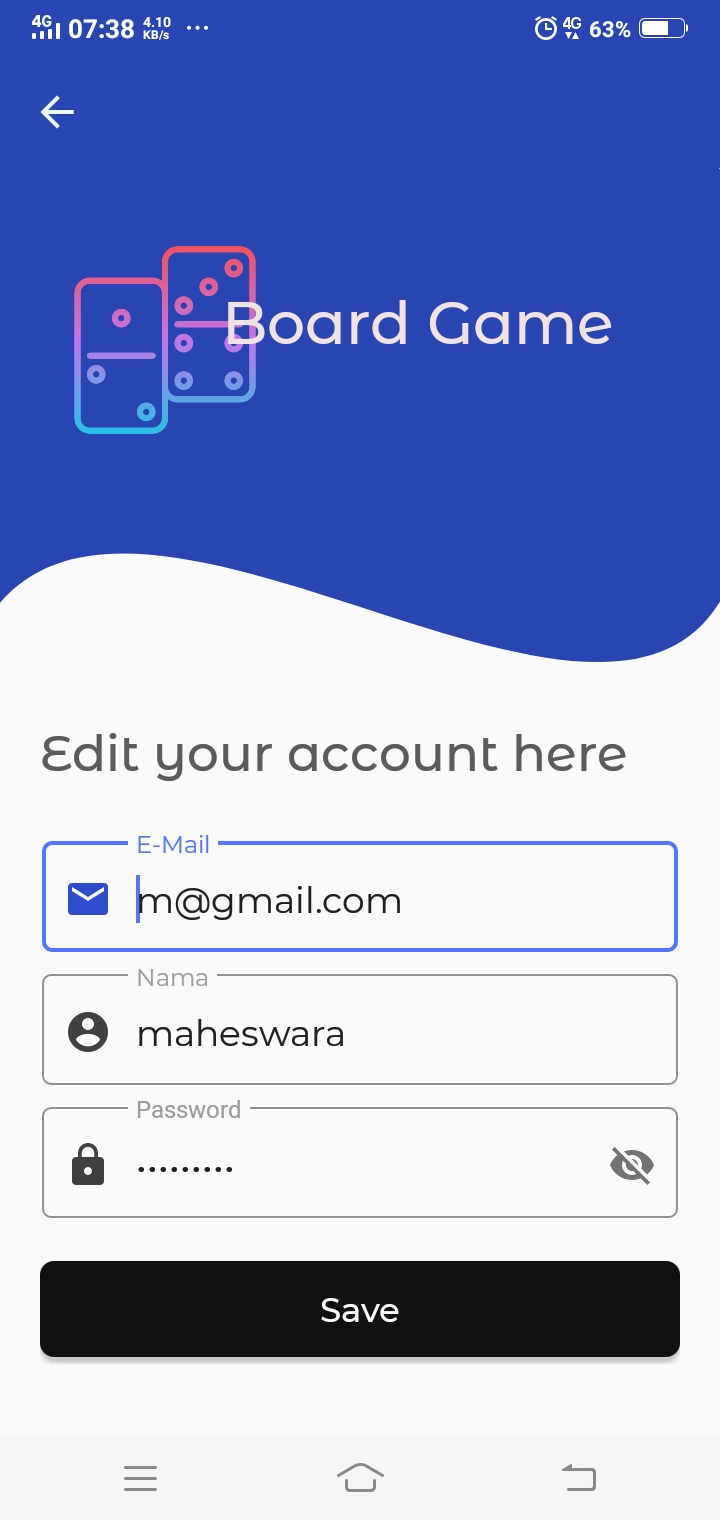 4G 07:38 4.10 KB/s ... 4G 63%
Board Game
Edit your account here
E-Mail
m@gmail.com
Nama
maheswara
Password
•••••••••
Save